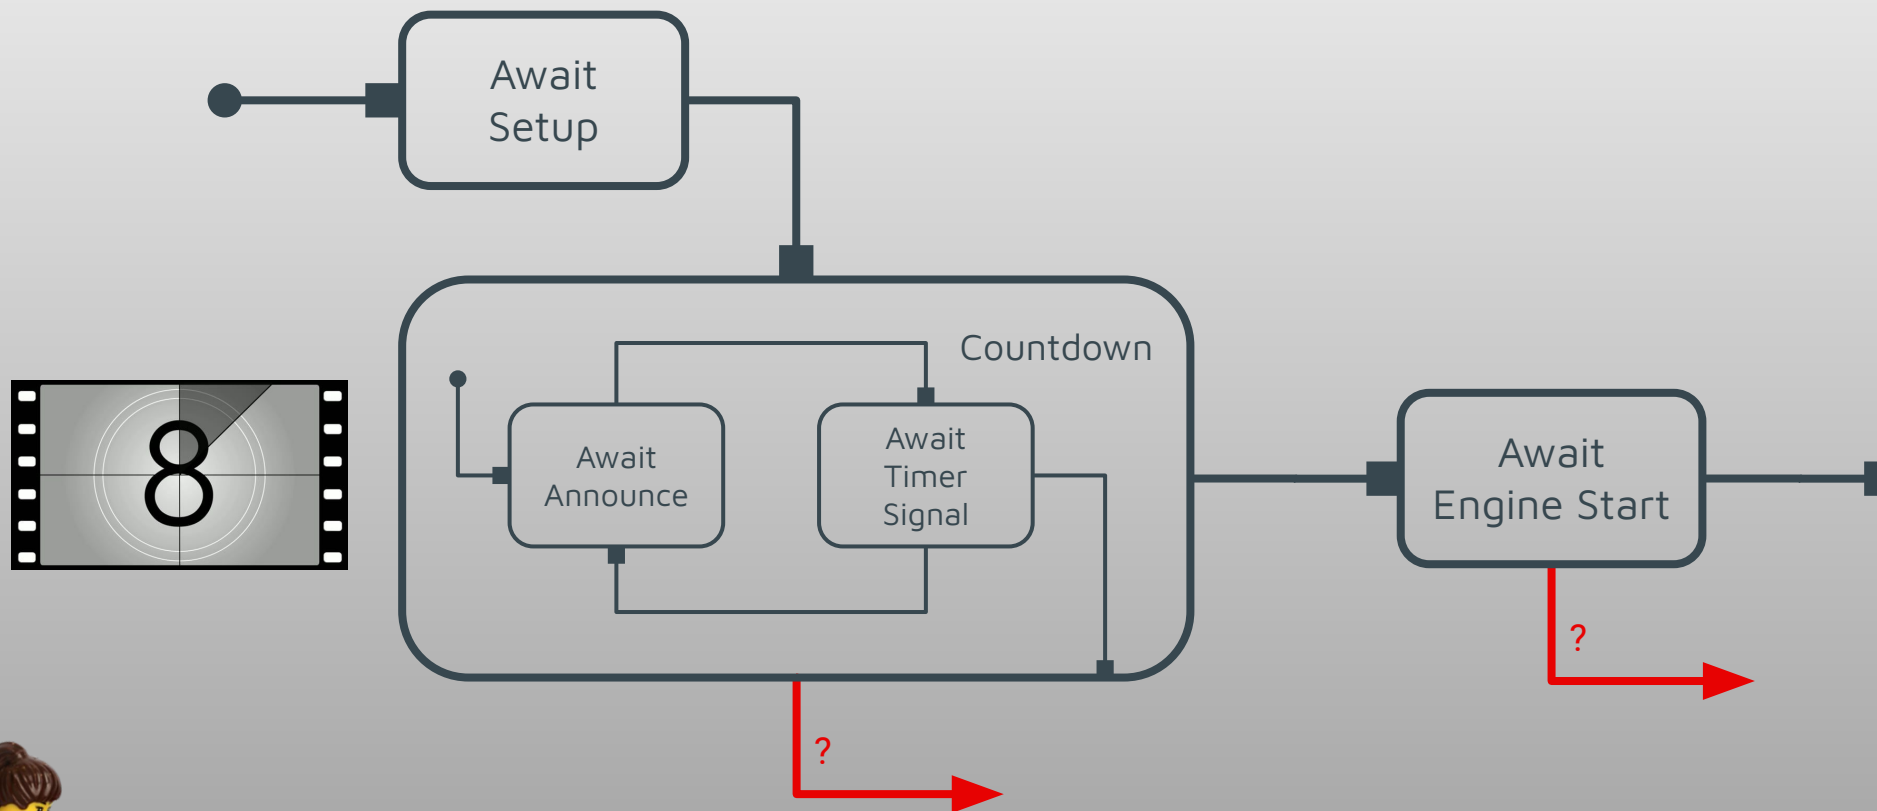 Await
Setup
Countdown
Await
Announce
Await
Timer
Signal
8
Await
Engine Start
?
?